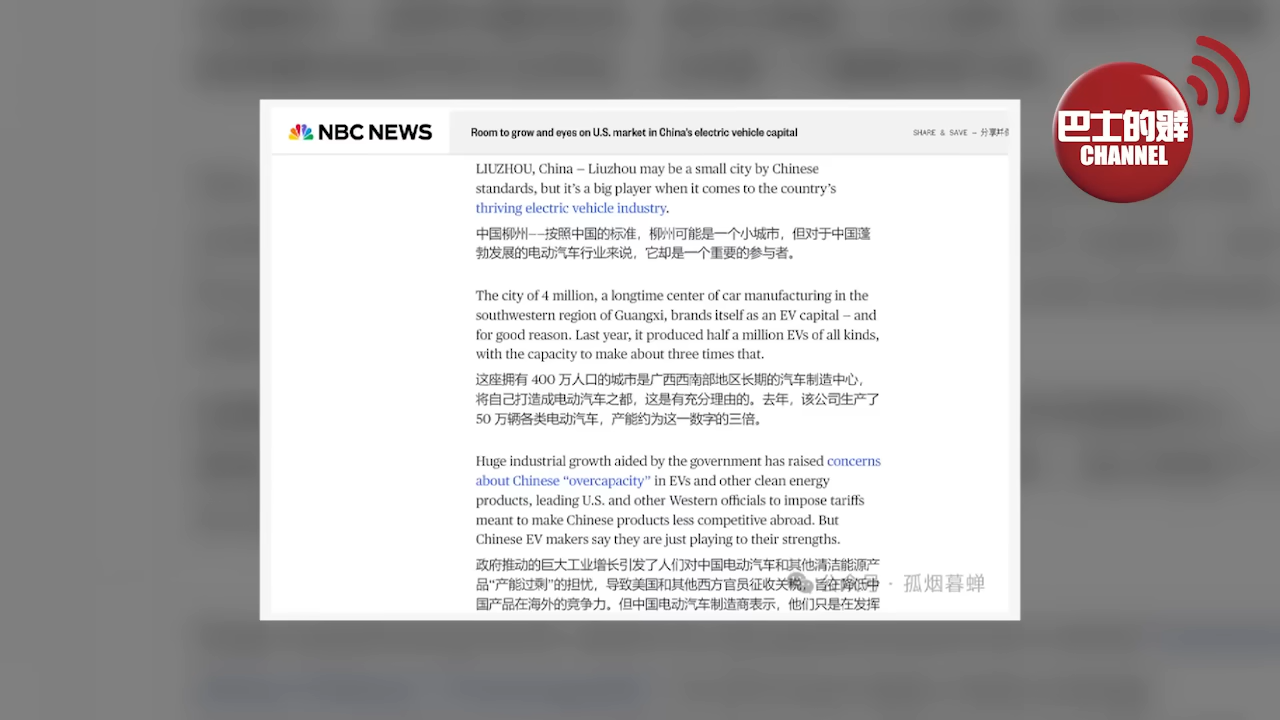 NBC NEWS
Room to grow and eyes on U.S. market in China's electric vehicle capital
SHARE & SAVE – 分享并
LIUZHOU, China — Liuzhou may be a small city by Chinese
standards, but it's a big player when it comes to the country's
thriving electric vehicle industry.
中国柳州——按照中国的标准，柳州可能是一个小城市，但对于中国蓬
勃发展的电动汽车行业来说，它却是一个重要的参与者。
The city of 4 million, a longtime center of car manufacturing in the
southwestern region of Guangxi, brands itself as an EV capital — and
for good reason. Last year, it produced half a million EVs of all kinds,
with the capacity to make about three times that.
这座拥有 400 万人口的城市是广西西南部地区长期的汽车制造中心，
将自己打造成电动汽车之都，这是有充分理由的。去年，该公司生产了
50 万辆各类电动汽车，产能约为这一数字的三倍。
Huge industrial growth aided by the government has raised concerns
about Chinese “overcapacity” in EVs and other clean energy
products, leading U.S. and other Western officials to impose tariffs
meant to make Chinese products less competitive abroad. But
Chinese EV makers say they are just playing to their strengths.
政府推动的巨大工业增长引发了人们对中国电动汽车和其他清洁能源产
品“产能过剩”的担忧，导致美国和其他西方官员征收关税，旨在降低中
国产品在海外的竞争力。但中国电动汽车制造商表示，他们只是在发挥
公众号 · 孤烟暮蝉
巴士的報
CHANNEL